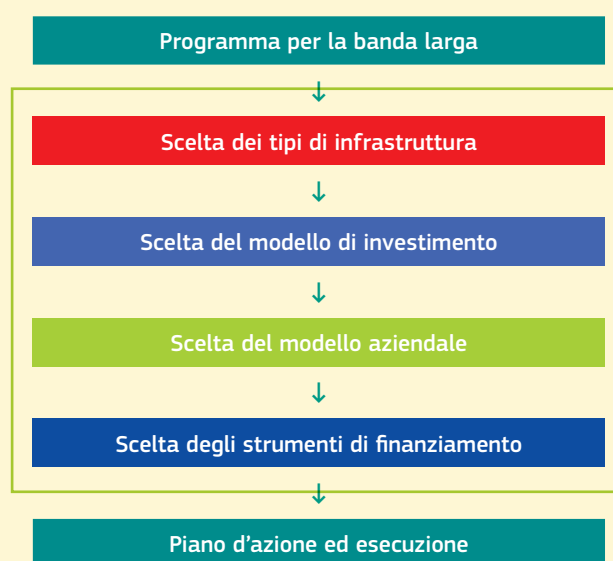 Programma per la banda larga
Scelta dei tipi di infrastruttura
Scelta del modello di investimento
Scelta del modello aziendale
Scelta degli strumenti di finanziamento
Piano d’azione ed esecuzione